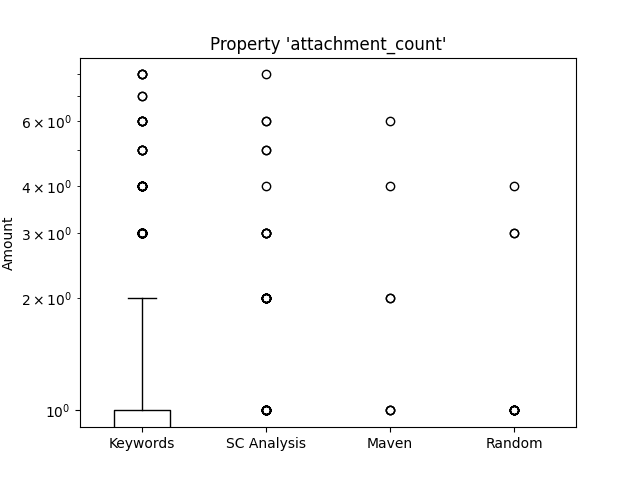 Property 'attachment_count'
Amount
6 × 10⁰
4 × 10⁰
3 × 10⁰
2 × 10⁰
10⁰
Keywords SC Analysis Maven Random